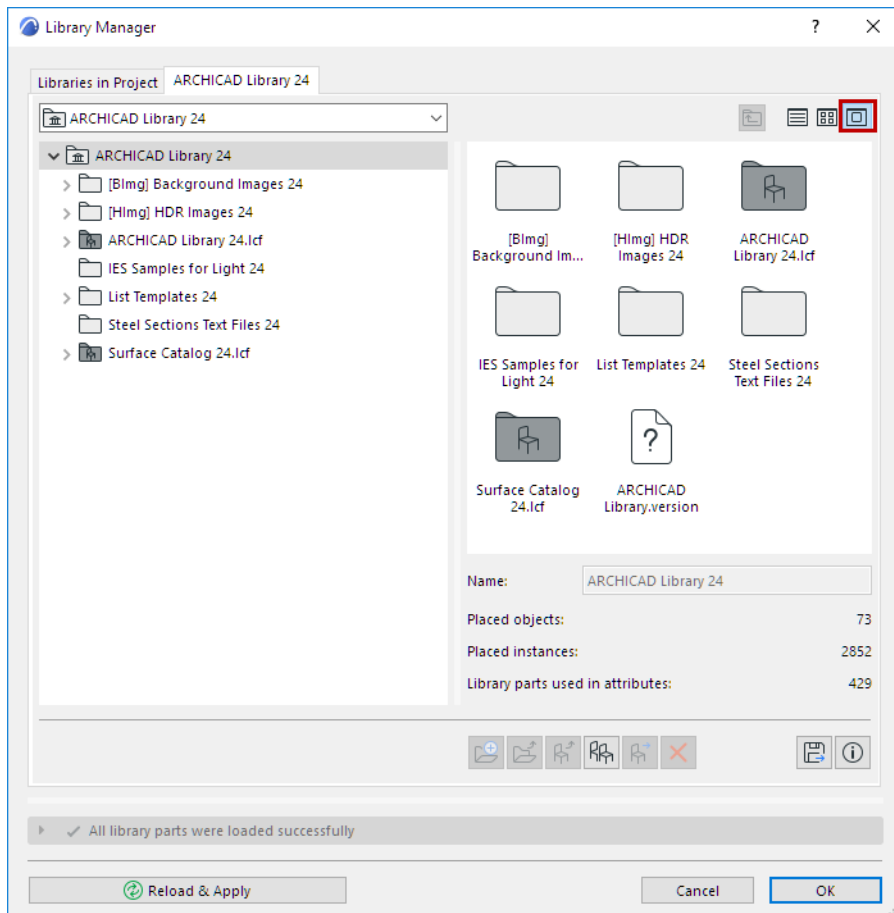 Library Manager
?
Libraries in Project
ARCHICAD Library 24
ARCHICAD Library 24
ARCHICAD Library 24
[BImg] Background Images 24
[HImg] HDR Images 24
ARCHICAD Library 24.lcf
IES Samples for Light 24
List Templates 24
Steel Sections Text Files 24
Surface Catalog 24.lcf
[BImg]
Background Im...
[HImg] HDR
Images 24
ARCHICAD
Library 24.lcf
IES Samples for
Light 24
List Templates 24
Steel Sections
Text Files 24
?
Surface Catalog
24.lcf
ARCHICAD
Library.version
Name:
ARCHICAD Library 24
Placed objects: 73
Placed instances: 2852
Library parts used in attributes: 429
All library parts were loaded successfully
Reload & Apply
Cancel
OK